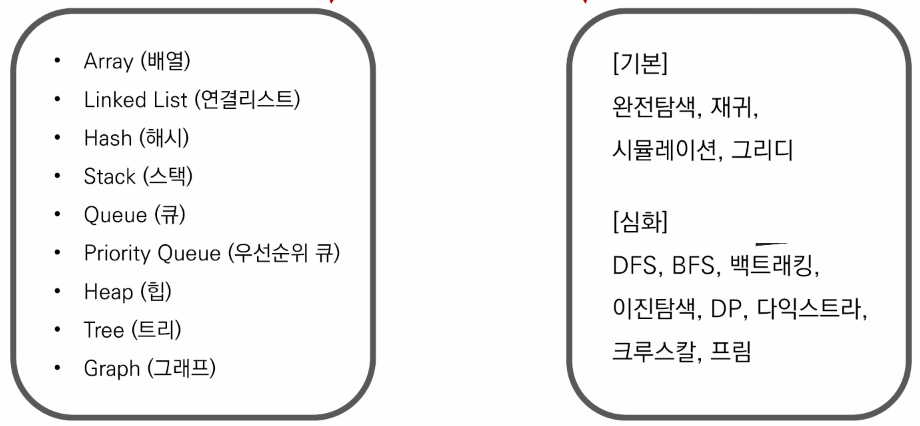 • Array (배열)
• Linked List (연결리스트)
• Hash (해시)
• Stack (스택)
• Queue (큐)
• Priority Queue (우선순위 큐)
• Heap (힙)
• Tree (트리)
• Graph (그래프)
[기본]
완전탐색, 재귀,
시뮬레이션, 그리디
[심화]
DFS, BFS, 백트래킹,
이진탐색, DP, 다익스트라,
크루스칼, 프림